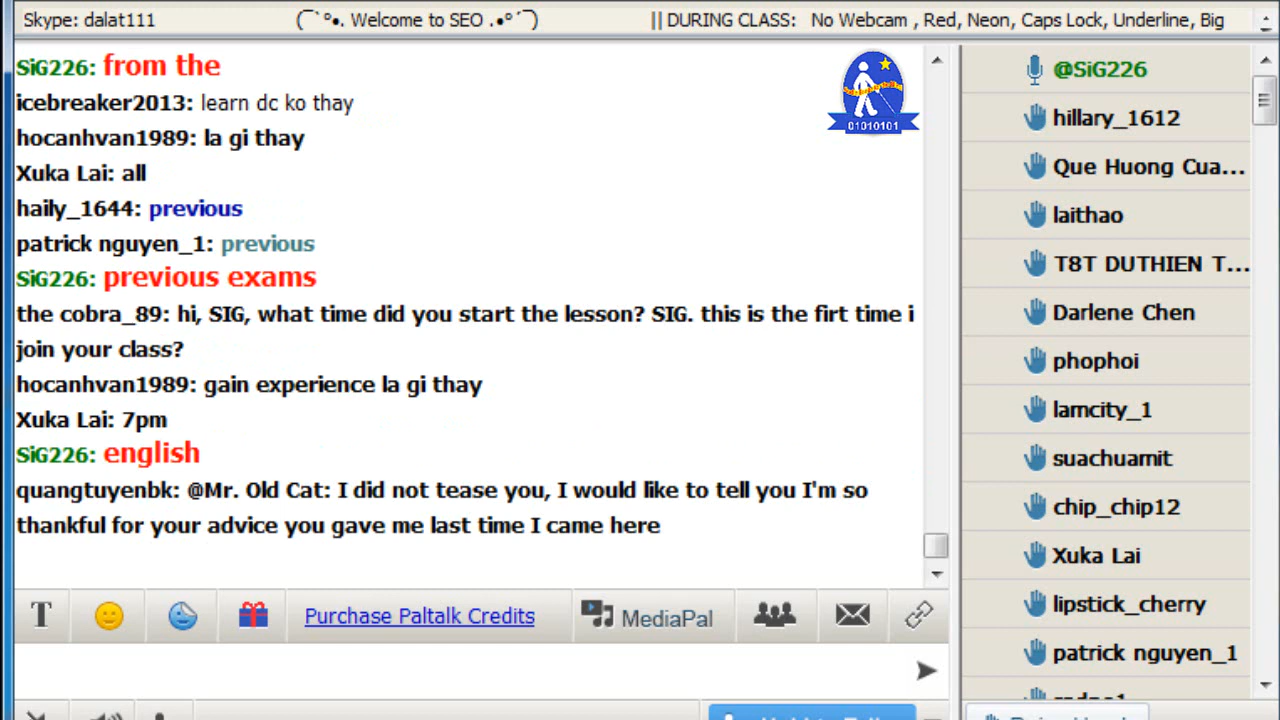 Skype: dalat111 (¯`°•. Welcome to SEO .•°´¯) || DURING CLASS: No Webcam , Red, Neon, Caps Lock, Underline, Big
SiG226: from the
icebreaker2013: learn dc ko thay
hocanhvan1989: la gi thay
Xuka Lai: all
haily_1644: previous
patrick nguyen_1: previous
SiG226: previous exams
the cobra_89: hi, SIG, what time did you start the lesson? SIG. this is the firt time i
join your class?
hocanhvan1989: gain experience la gi thay
Xuka Lai: 7pm
SiG226: english
quangtuyenbk: @Mr. Old Cat: I did not tease you, I would like to tell you I'm so
thankful for your advice you gave me last time I came here
01010101
T Purchase Paltalk Credits MediaPal
@SiG226
hillary_1612
Que Huong Cua...
laithao
T8T DUTHIEN T...
Darlene Chen
phophoi
lamcity_1
suachuamit
chip_chip12
Xuka Lai
lipstick_cherry
patrick nguyen_1